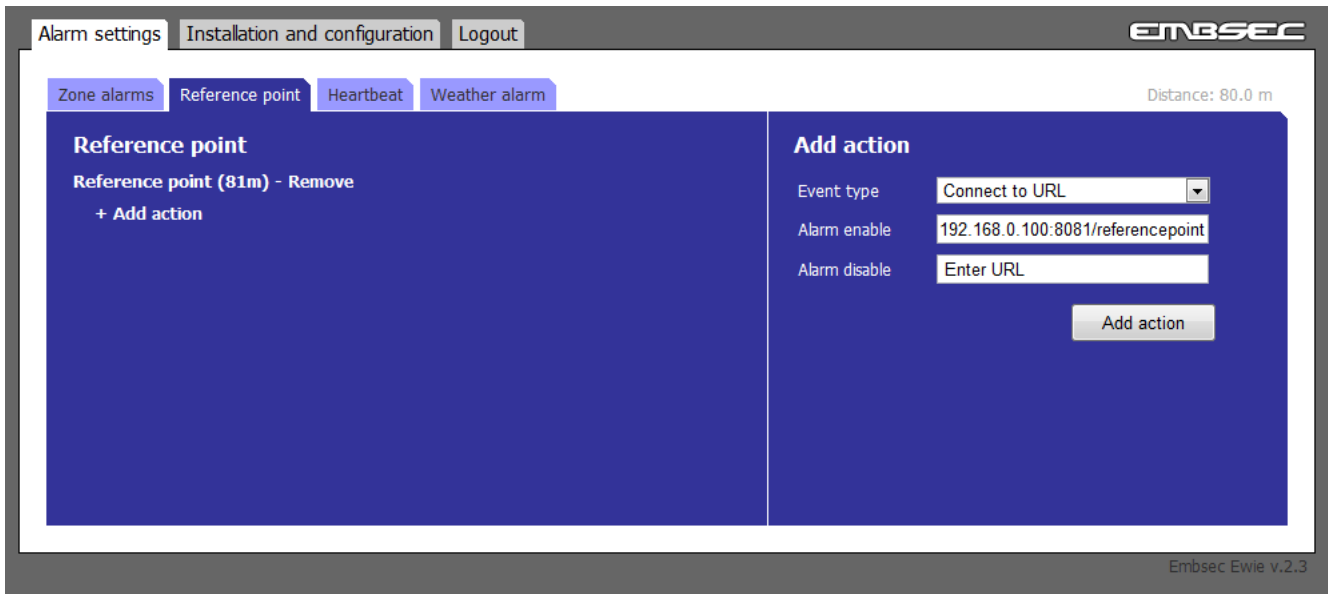 Alarm settings Installation and configuration Logout EMBSEC
Zone alarms Reference point Heartbeat Weather alarm Distance: 80.0 m
Reference point
Reference point (81m) - Remove
+ Add action
Add action
Event type Connect to URL
Alarm enable 192.168.0.100:8081/referencepoint
Alarm disable Enter URL
Add action
Embsec Ewie v.2.3